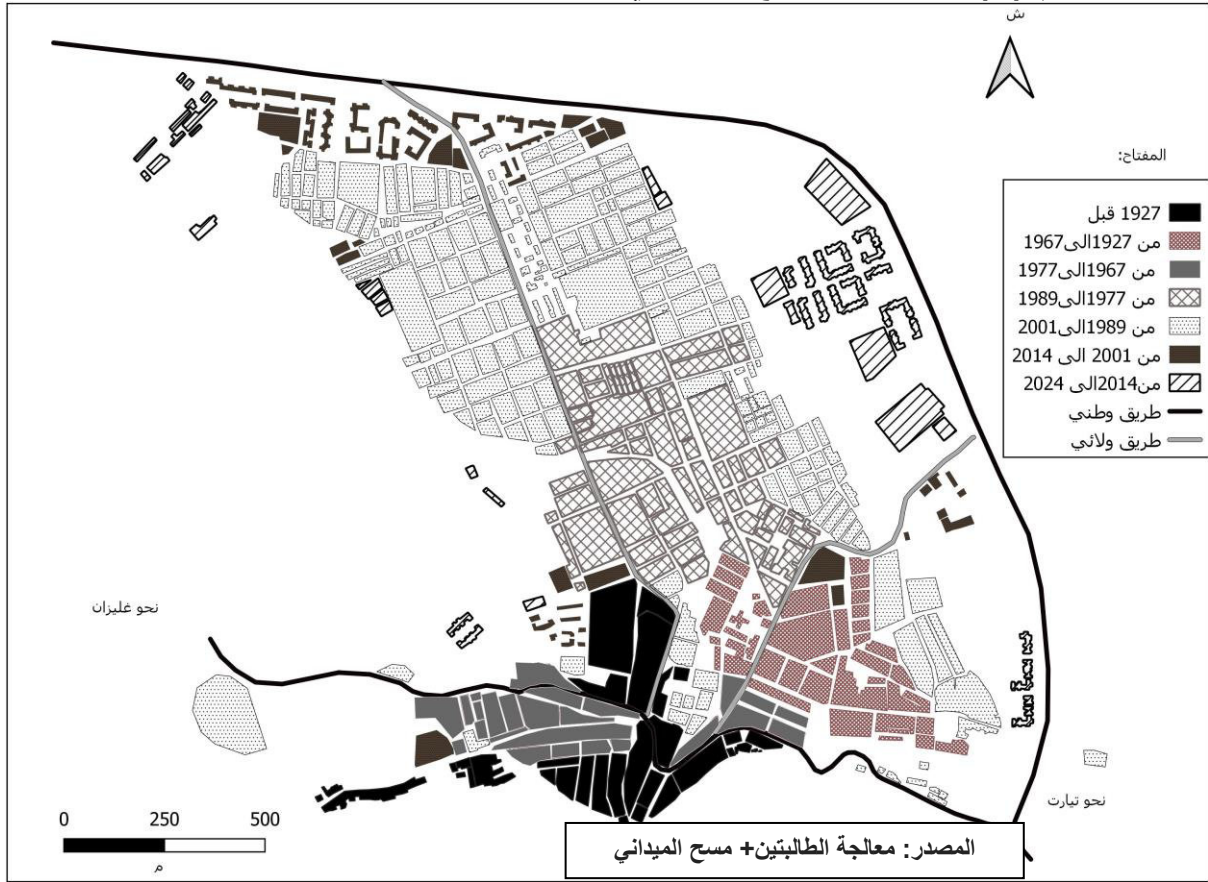 ش
المفتاح:
1927 قبل
من 1927الى1967
من 1967الى1977
من 1977الى1989
من 1989الى2001
من 2001 الى 2014
من2014الى 2024
طريق وطني
طريق ولائي
نحو غليزان
نحو تيارت
0 250 500
م
المصدر: معالجة الطالبتين+ مسح الميداني